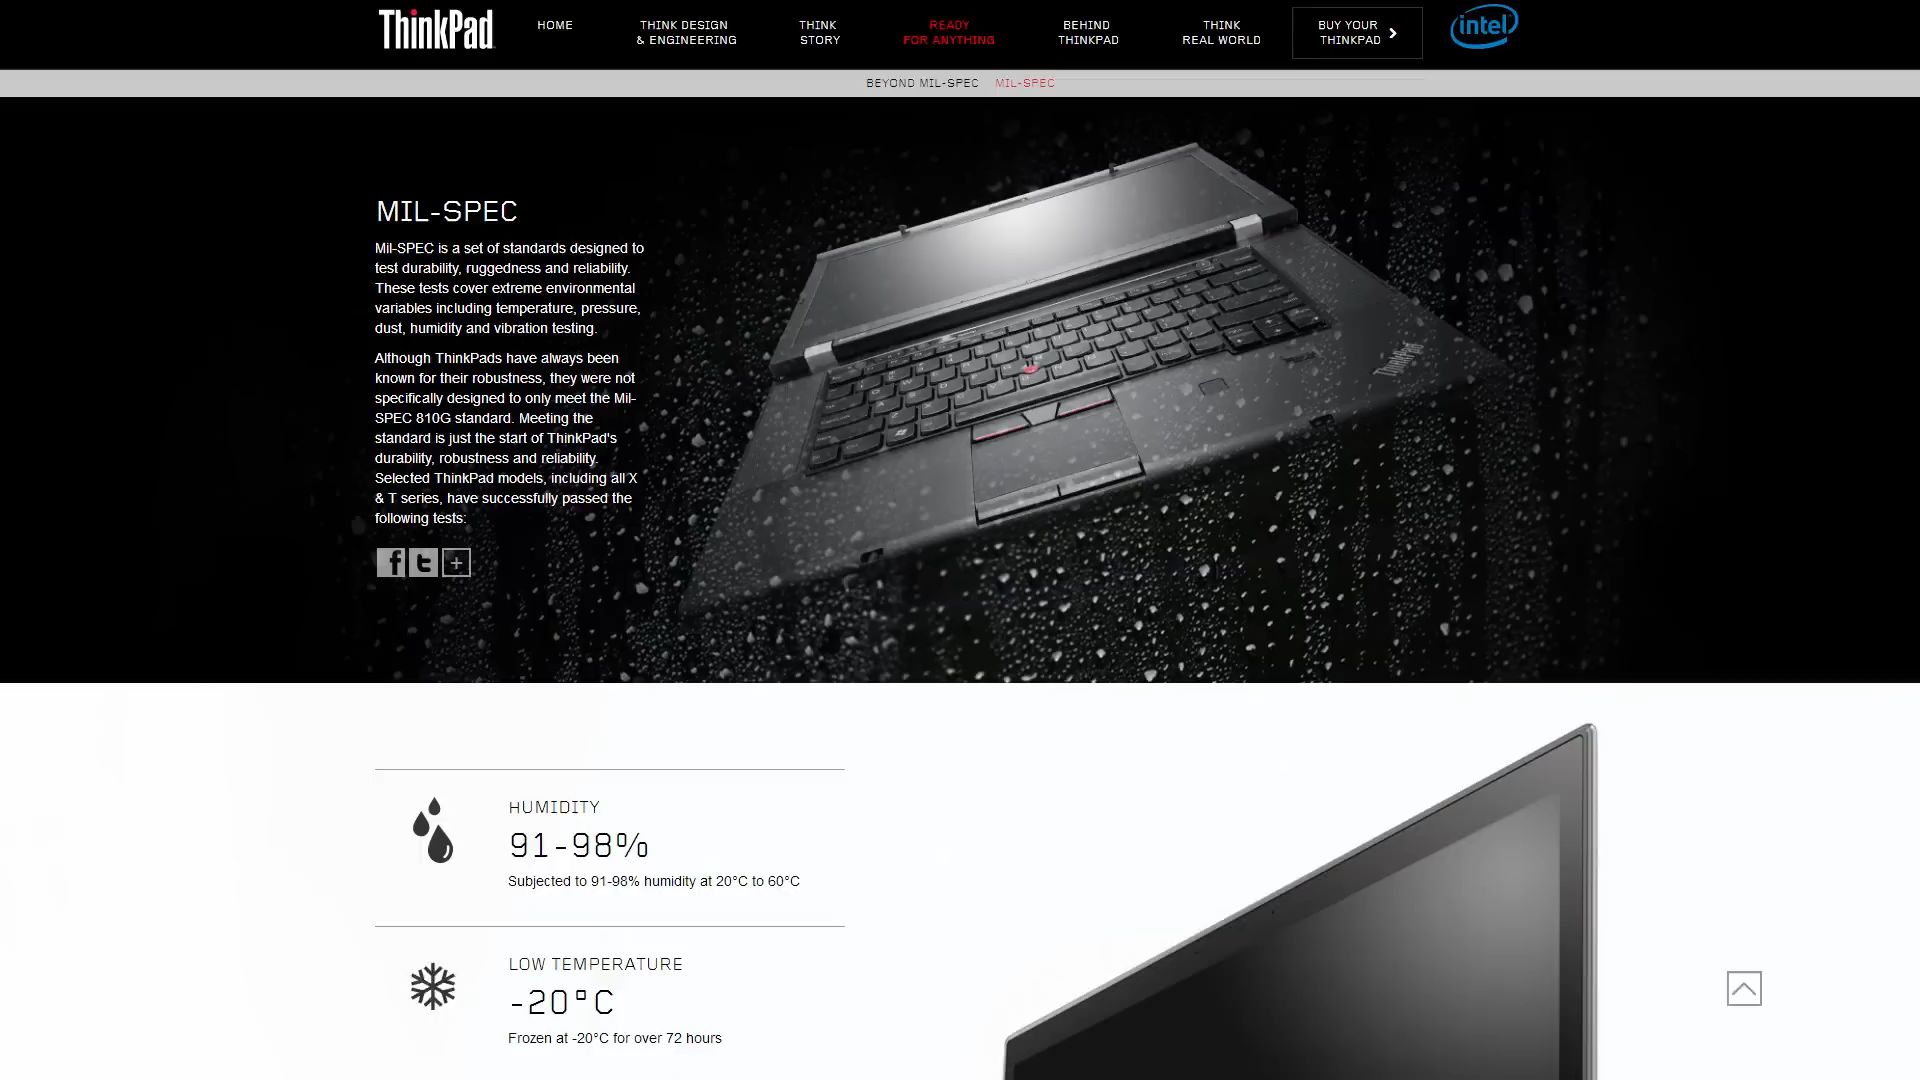 ThinkPad
HOME
THINK DESIGN
& ENGINEERING
THINK
STORY
READY
FOR ANYTHING
BEHIND
THINKPAD
THINK
REAL WORLD
BUY YOUR
THINKPAD
intel
BEYOND MIL-SPEC
MIL-SPEC
MIL-SPEC
Mil-SPEC is a set of standards designed to
test durability, ruggedness and reliability.
These tests cover extreme environmental
variables including temperature, pressure,
dust, humidity and vibration testing.
Although ThinkPads have always been
known for their robustness, they were not
specifically designed to only meet the Mil-
SPEC 810G standard. Meeting the
standard is just the start of ThinkPad's
durability, robustness and reliability.
Selected ThinkPad models, including all X
& T series, have successfully passed the
following tests:
ThinkPad
HUMIDITY
91-98%
Subjected to 91-98% humidity at 20°C to 60°C
LOW TEMPERATURE
-20°C
Frozen at -20°C for over 72 hours